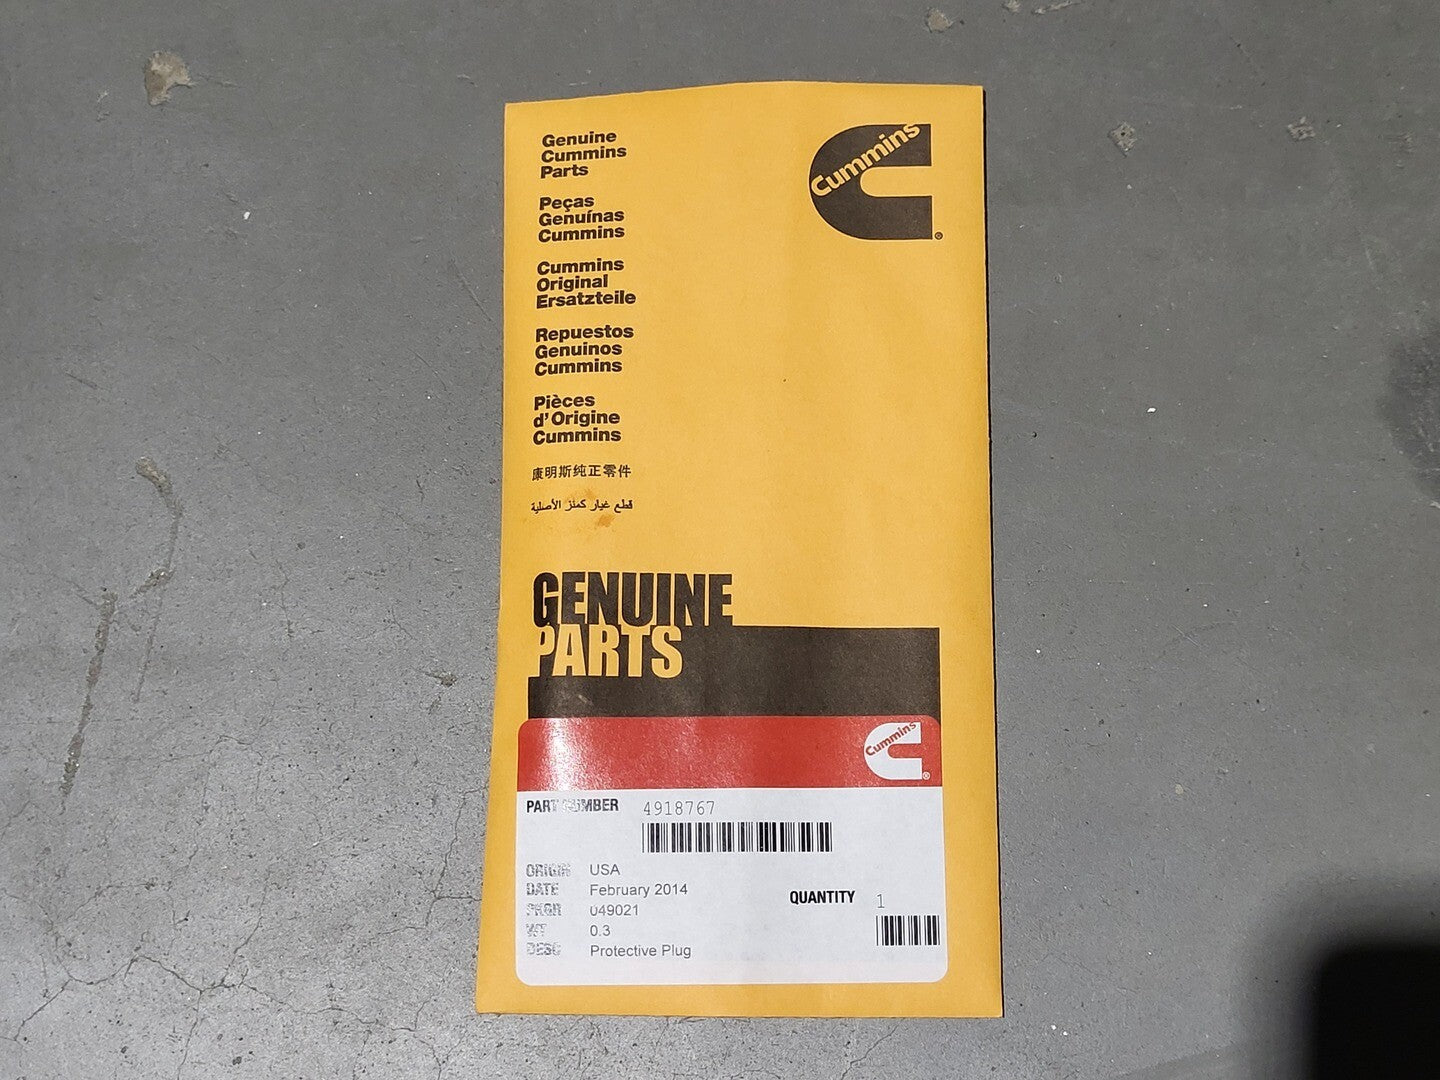 Genuine
Cummins
Parts
Peças
Genuínas
Cummins
Cummins
Original
Ersatzteile
Repuestos
Genuinos
Cummins
Pièces
d'Origine
Cummins
康明斯纯正零件
قطع غيار كمنز الأصلية
Cummins
®
GENUINE
PARTS
Cummins
®
PART NUMBER 4918767
ORIGIN USA
DATE February 2014
PKGR 049021
WT 0.3
DESC Protective Plug
QUANTITY 1